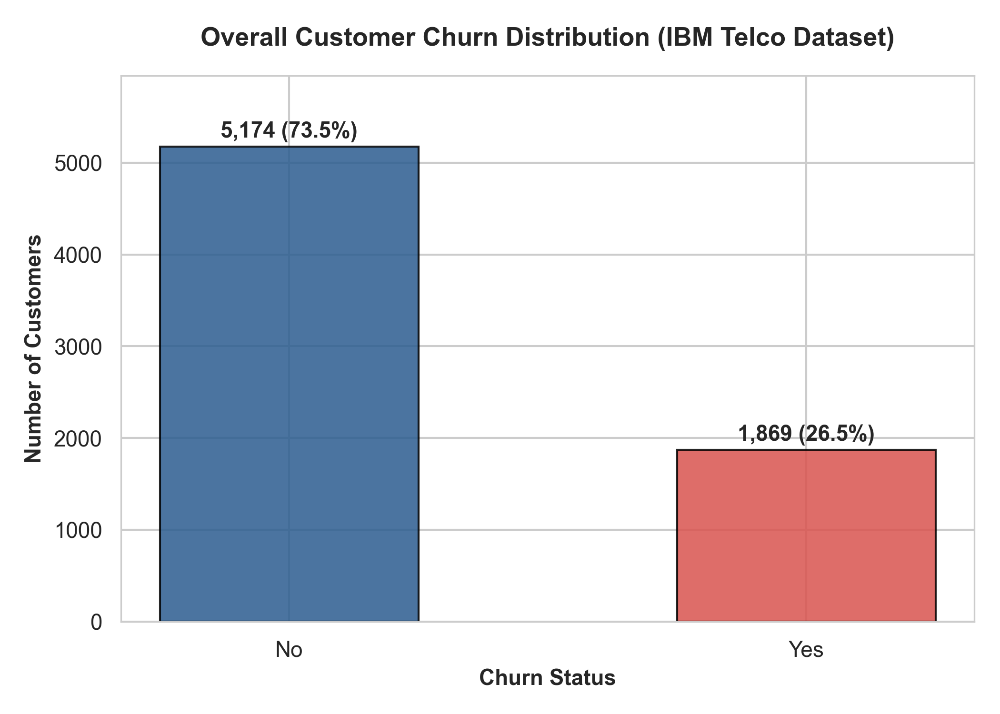 Overall Customer Churn Distribution (IBM Telco Dataset)
5,174 (73.5%)
5000
4000
3000
1,869 (26.5%)
2000
1000
0
Number of Customers
No
Yes
Churn Status